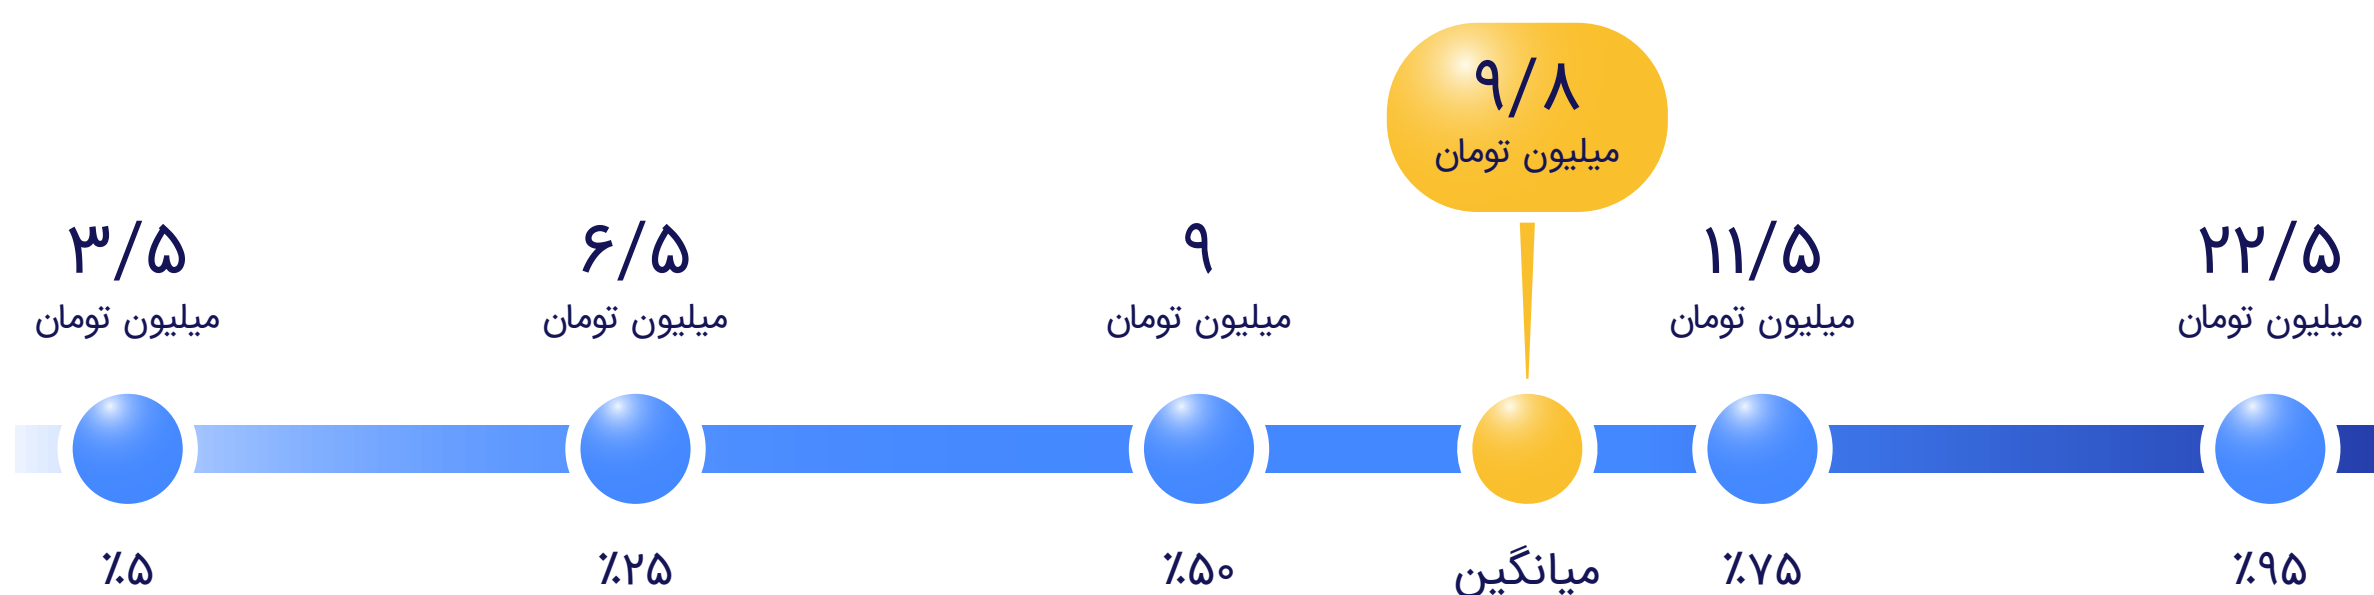 ۹/۸
میلیون تومان
۳/۵
میلیون تومان
۶/۵
میلیون تومان
۹
میلیون تومان
۱۱/۵
میلیون تومان
۲۲/۵
میلیون تومان
٪۵
٪۲۵
٪۵۰
میانگین
٪۷۵
٪۹۵